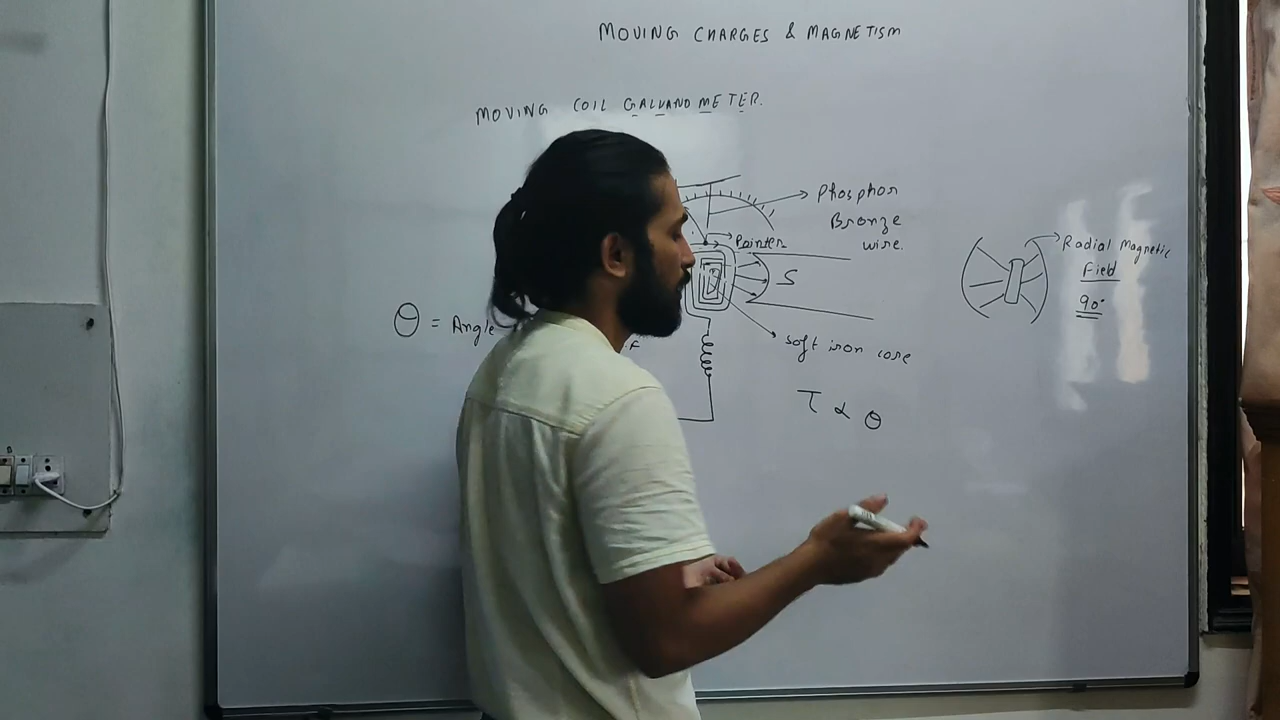 MOVING CHARGES & MAGNETISM
MOVING COIL GALVANOMETER.
Phosphor
Bronze
wire.
Pointer
S
Radial Magnetic
Field
90°
θ = Angle
soft iron core
τ α θ